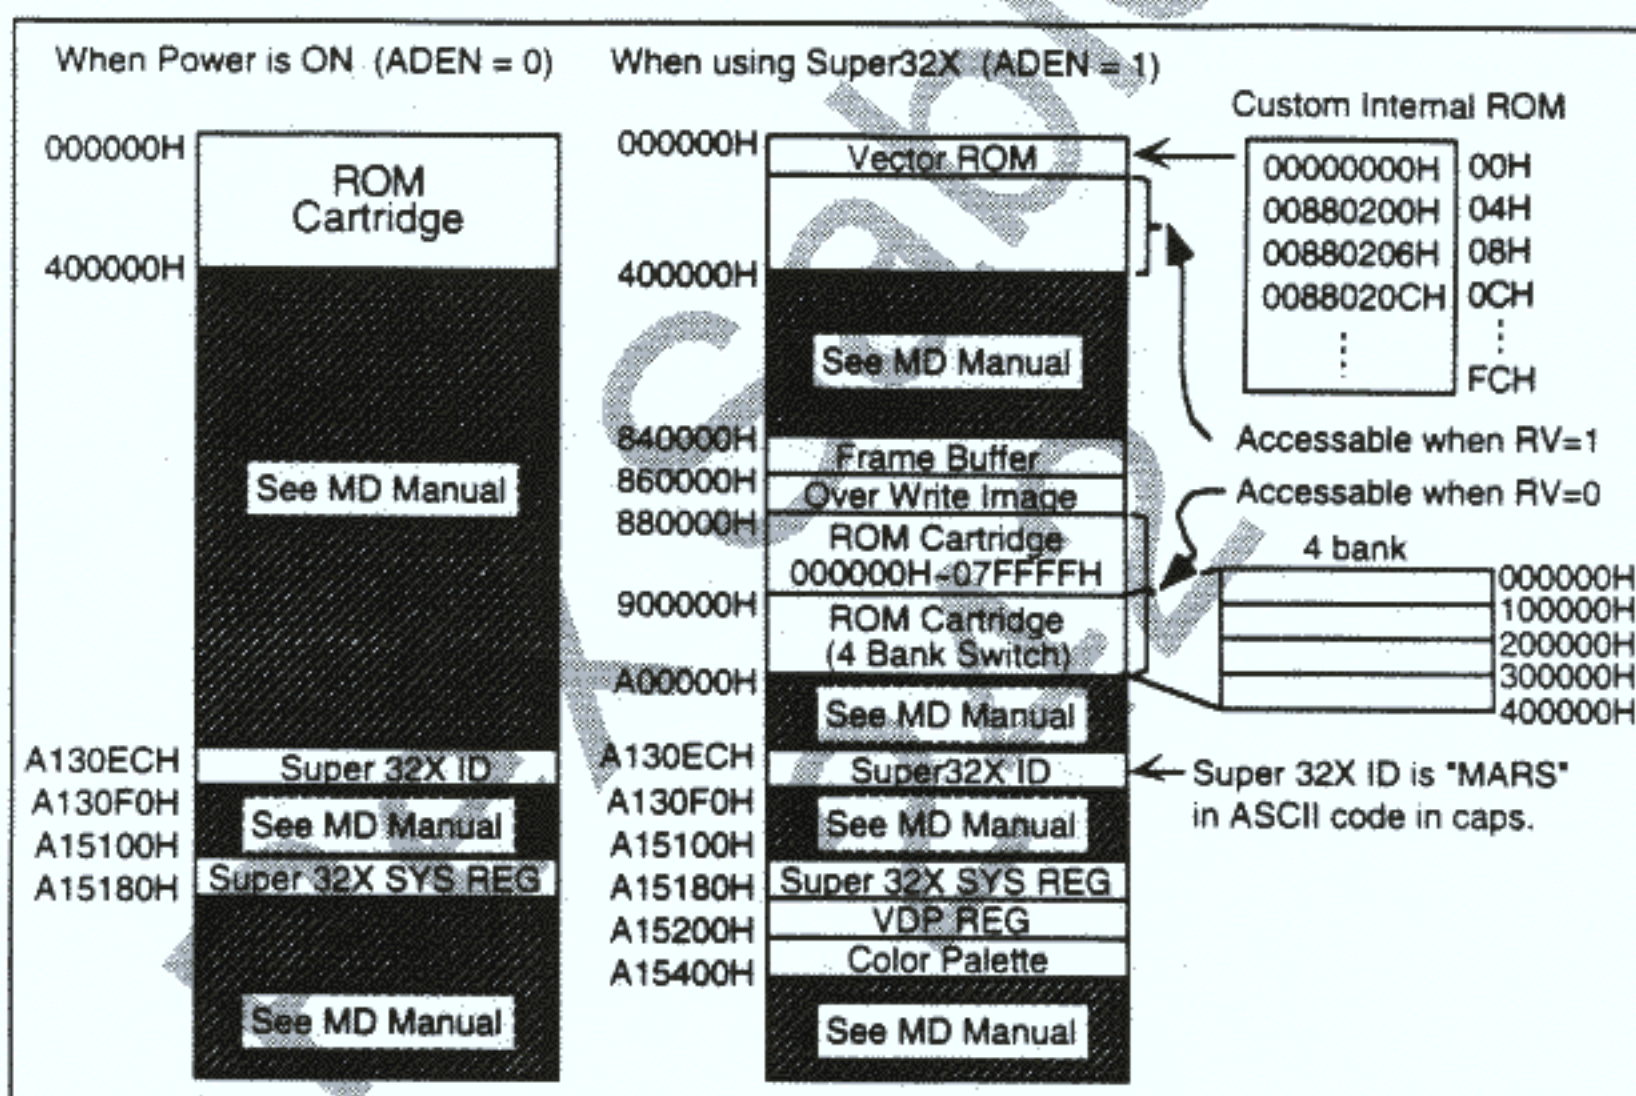 When Power is ON (ADEN = 0)
000000H
ROM
Cartridge
400000H
See MD Manual
A130ECH
Super 32X ID
A130F0H
See MD Manual
A15100H
Super 32X SYS REG
A15180H
See MD Manual
When using Super32X (ADEN = 1)
000000H
Vector ROM
400000H
See MD Manual
840000H
Frame Buffer
860000H
Over Write Image
880000H
ROM Cartridge
000000H~07FFFFH
900000H
ROM Cartridge
(4 Bank Switch)
A00000H
See MD Manual
A130ECH
Super32X ID
A130F0H
See MD Manual
A15100H
Super 32X SYS REG
A15180H
VDP REG
A15200H
Color Palette
A15400H
See MD Manual
Custom Internal ROM
00000000H 00H
00880200H 04H
00880206H 08H
0088020CH 0CH
FCH
Accessable when RV=1
Accessable when RV=0
4 bank
000000H
100000H
200000H
300000H
400000H
Super 32X ID is "MARS"
in ASCII code in caps.